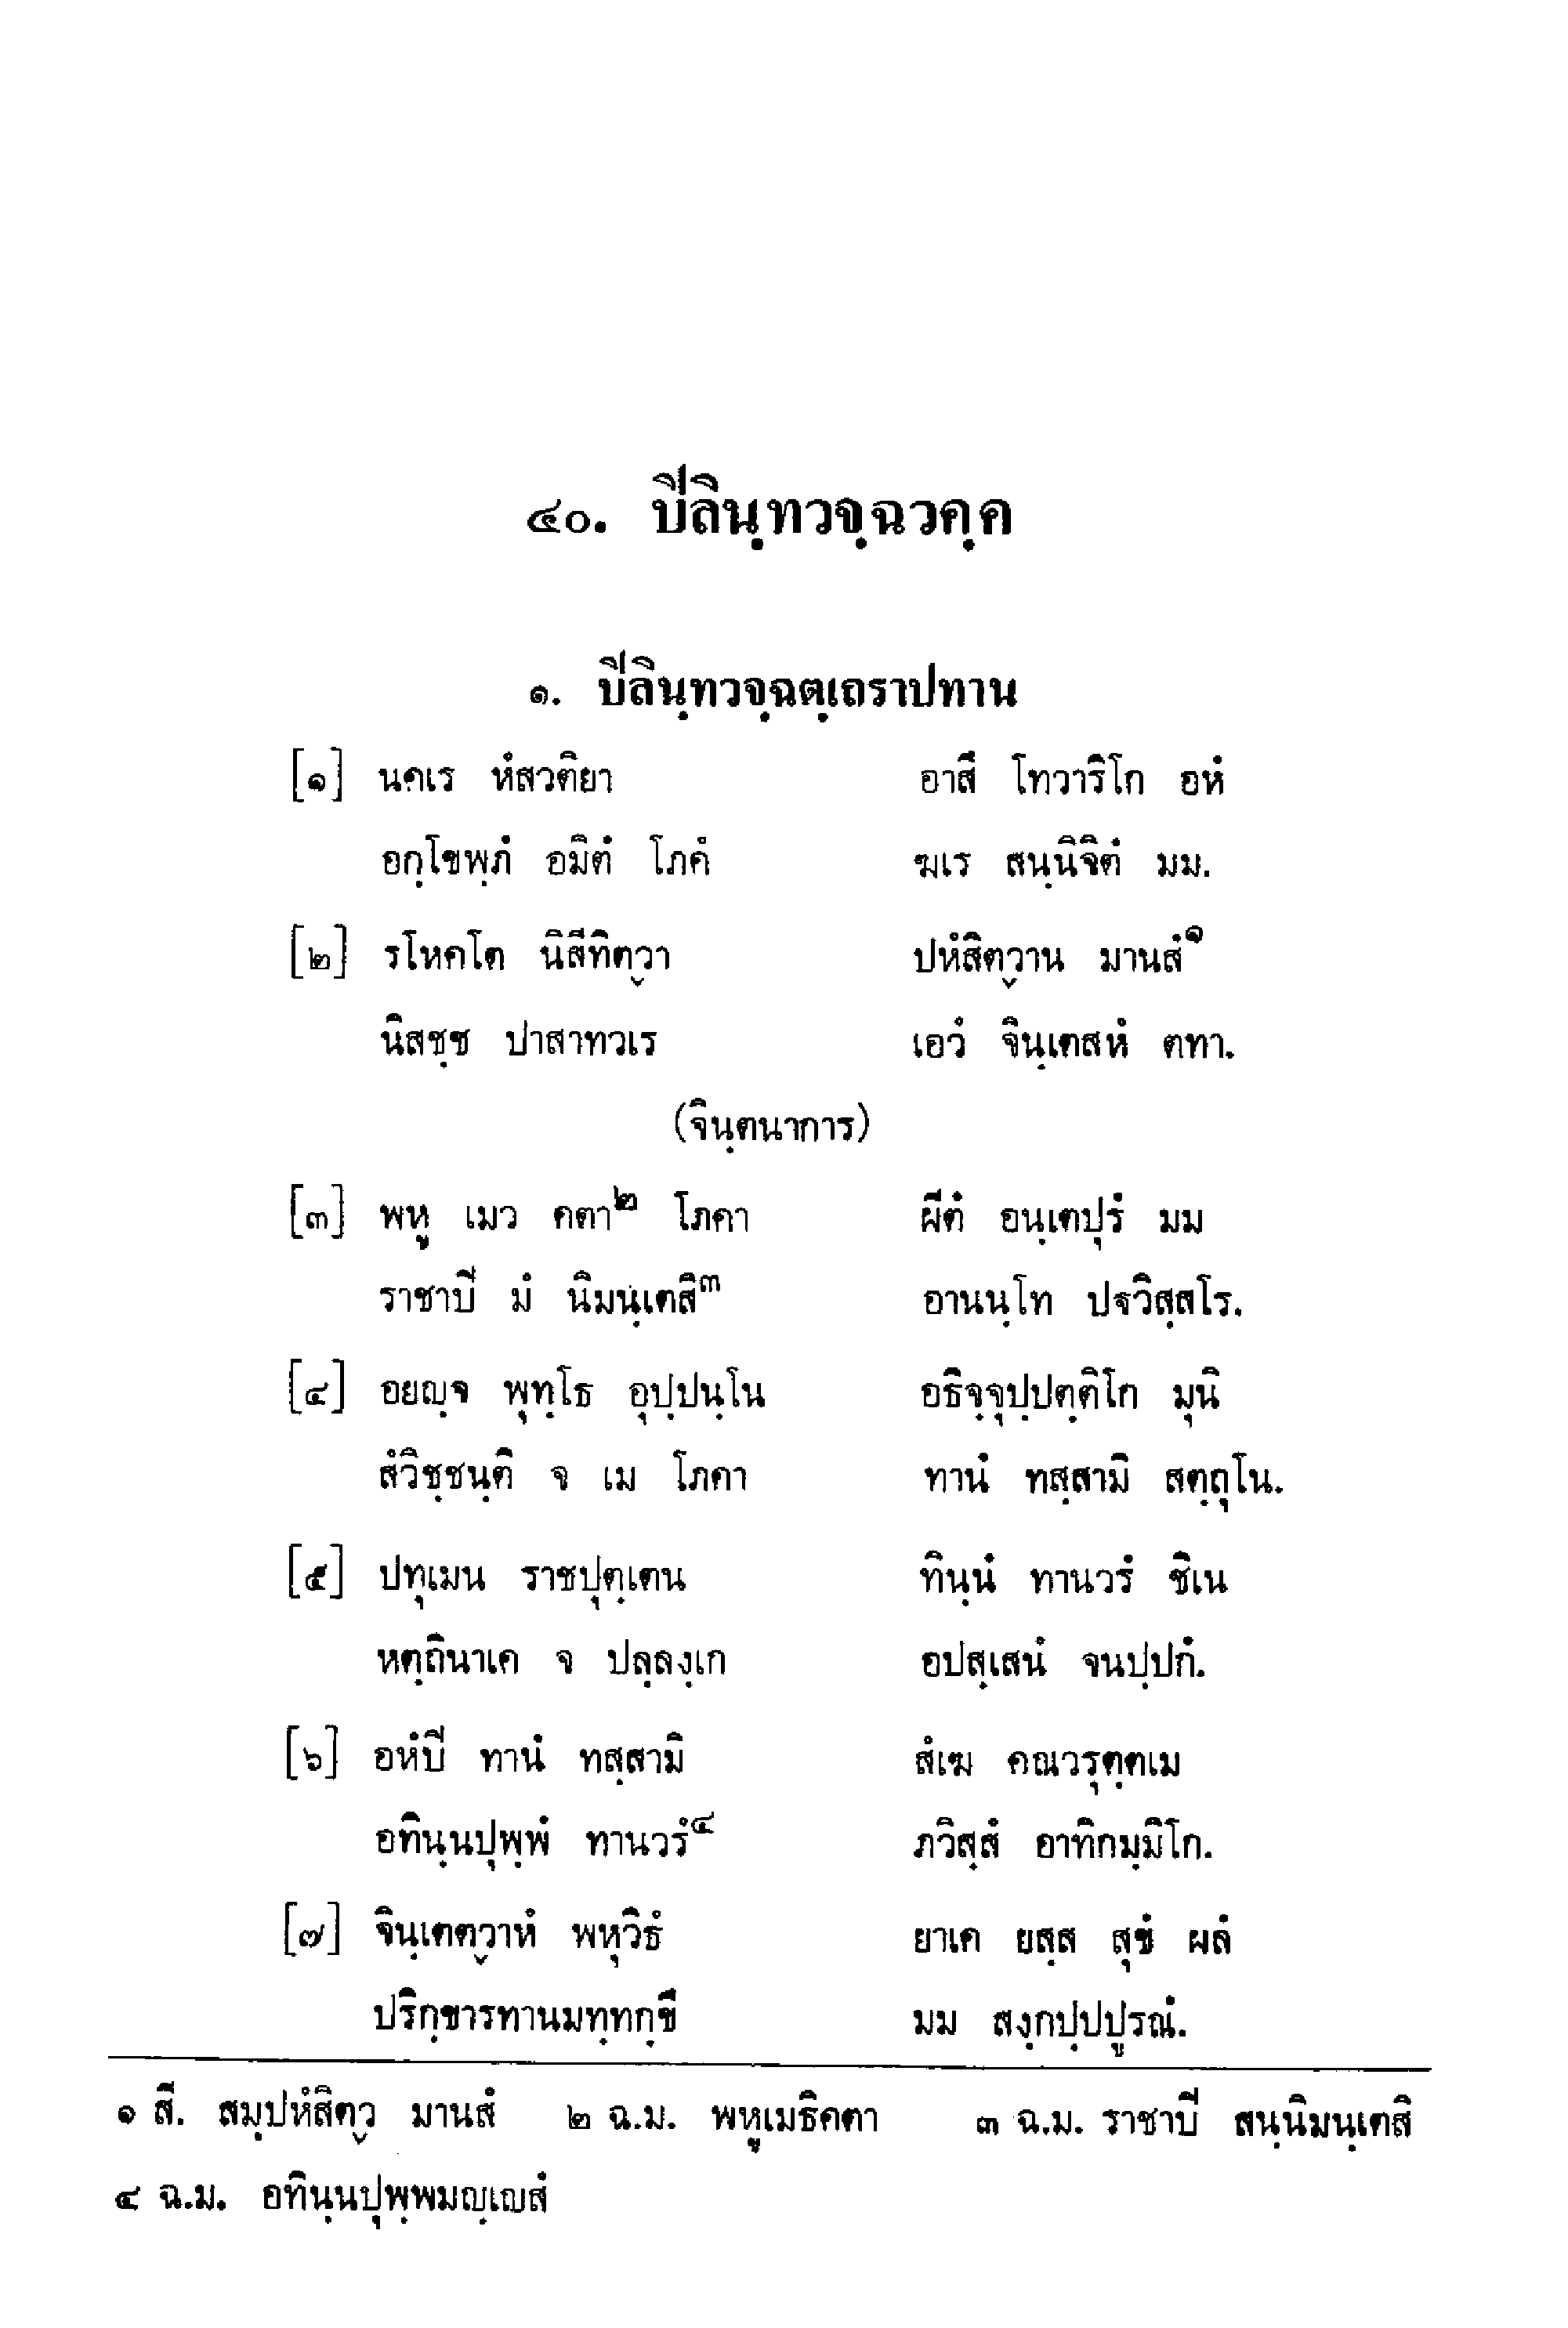 ๔๐. ปิลินฺทวจฺฉวคฺค
๑. ปิลินฺทวจฺฉตฺเถราปทาน
[๑] นคเร หํสวติยา อาสึ โทวาริโก อหํ
อกฺโขพฺภํ อมิตํ โภคํ ฆเร สนฺนิจิตํ มม.
[๒] รโหคโต นิสีทิตฺวา ปหํสิตฺวาน มานสํ๑
นิสชฺช ปาสาทวเร เอวํ จินฺเตสหํ ตทา.
(จินฺตนาการ)
[๓] พหู เมว คตา๒ โภคา ผีตํ อนฺเตปุรํ มม
ราชาปิ มํ นิมนฺเตสิ๓ อานนฺโท ปฐวิสฺสโร.
[๔] อยญฺจ พุทฺโธ อุปฺปนฺโน อธิจฺจุปฺปตฺติโก มุนิ
สํวิชฺชนฺติ จ เม โภคา ทานํ ทสฺสามิ สตฺถุโน.
[๕] ปทุเมน ราชปุตฺเตน ทินฺนํ ทานวรํ ชิเน
หตฺถินาเค จ ปลฺลงฺเก อปสฺเสนํ จนปฺปกํ.
[๖] อหํปิ ทานํ ทสฺสามิ สํเฆ คณวรุตฺตเม
อทินฺนปุพฺพํ ทานวรํ๔ ภวิสฺสํ อาทิกมฺมิโก.
[๗] จินฺเตตฺวาหํ พหุวิธํ ยาเค ยสฺส สุขํ ผลํ
ปริกฺขารทานมทฺทกฺขึ มม สงฺกปฺปปูรณํ.
๑ สี. สมฺปหํสิตฺว มานสํ ๒ ฉ.ม. พหูเมธิคตา ๓ ฉ.ม. ราชาปิ สนฺนิมนฺเตสิ
๔ ฉ.ม. อทินฺนปุพฺพมญฺเญสํ